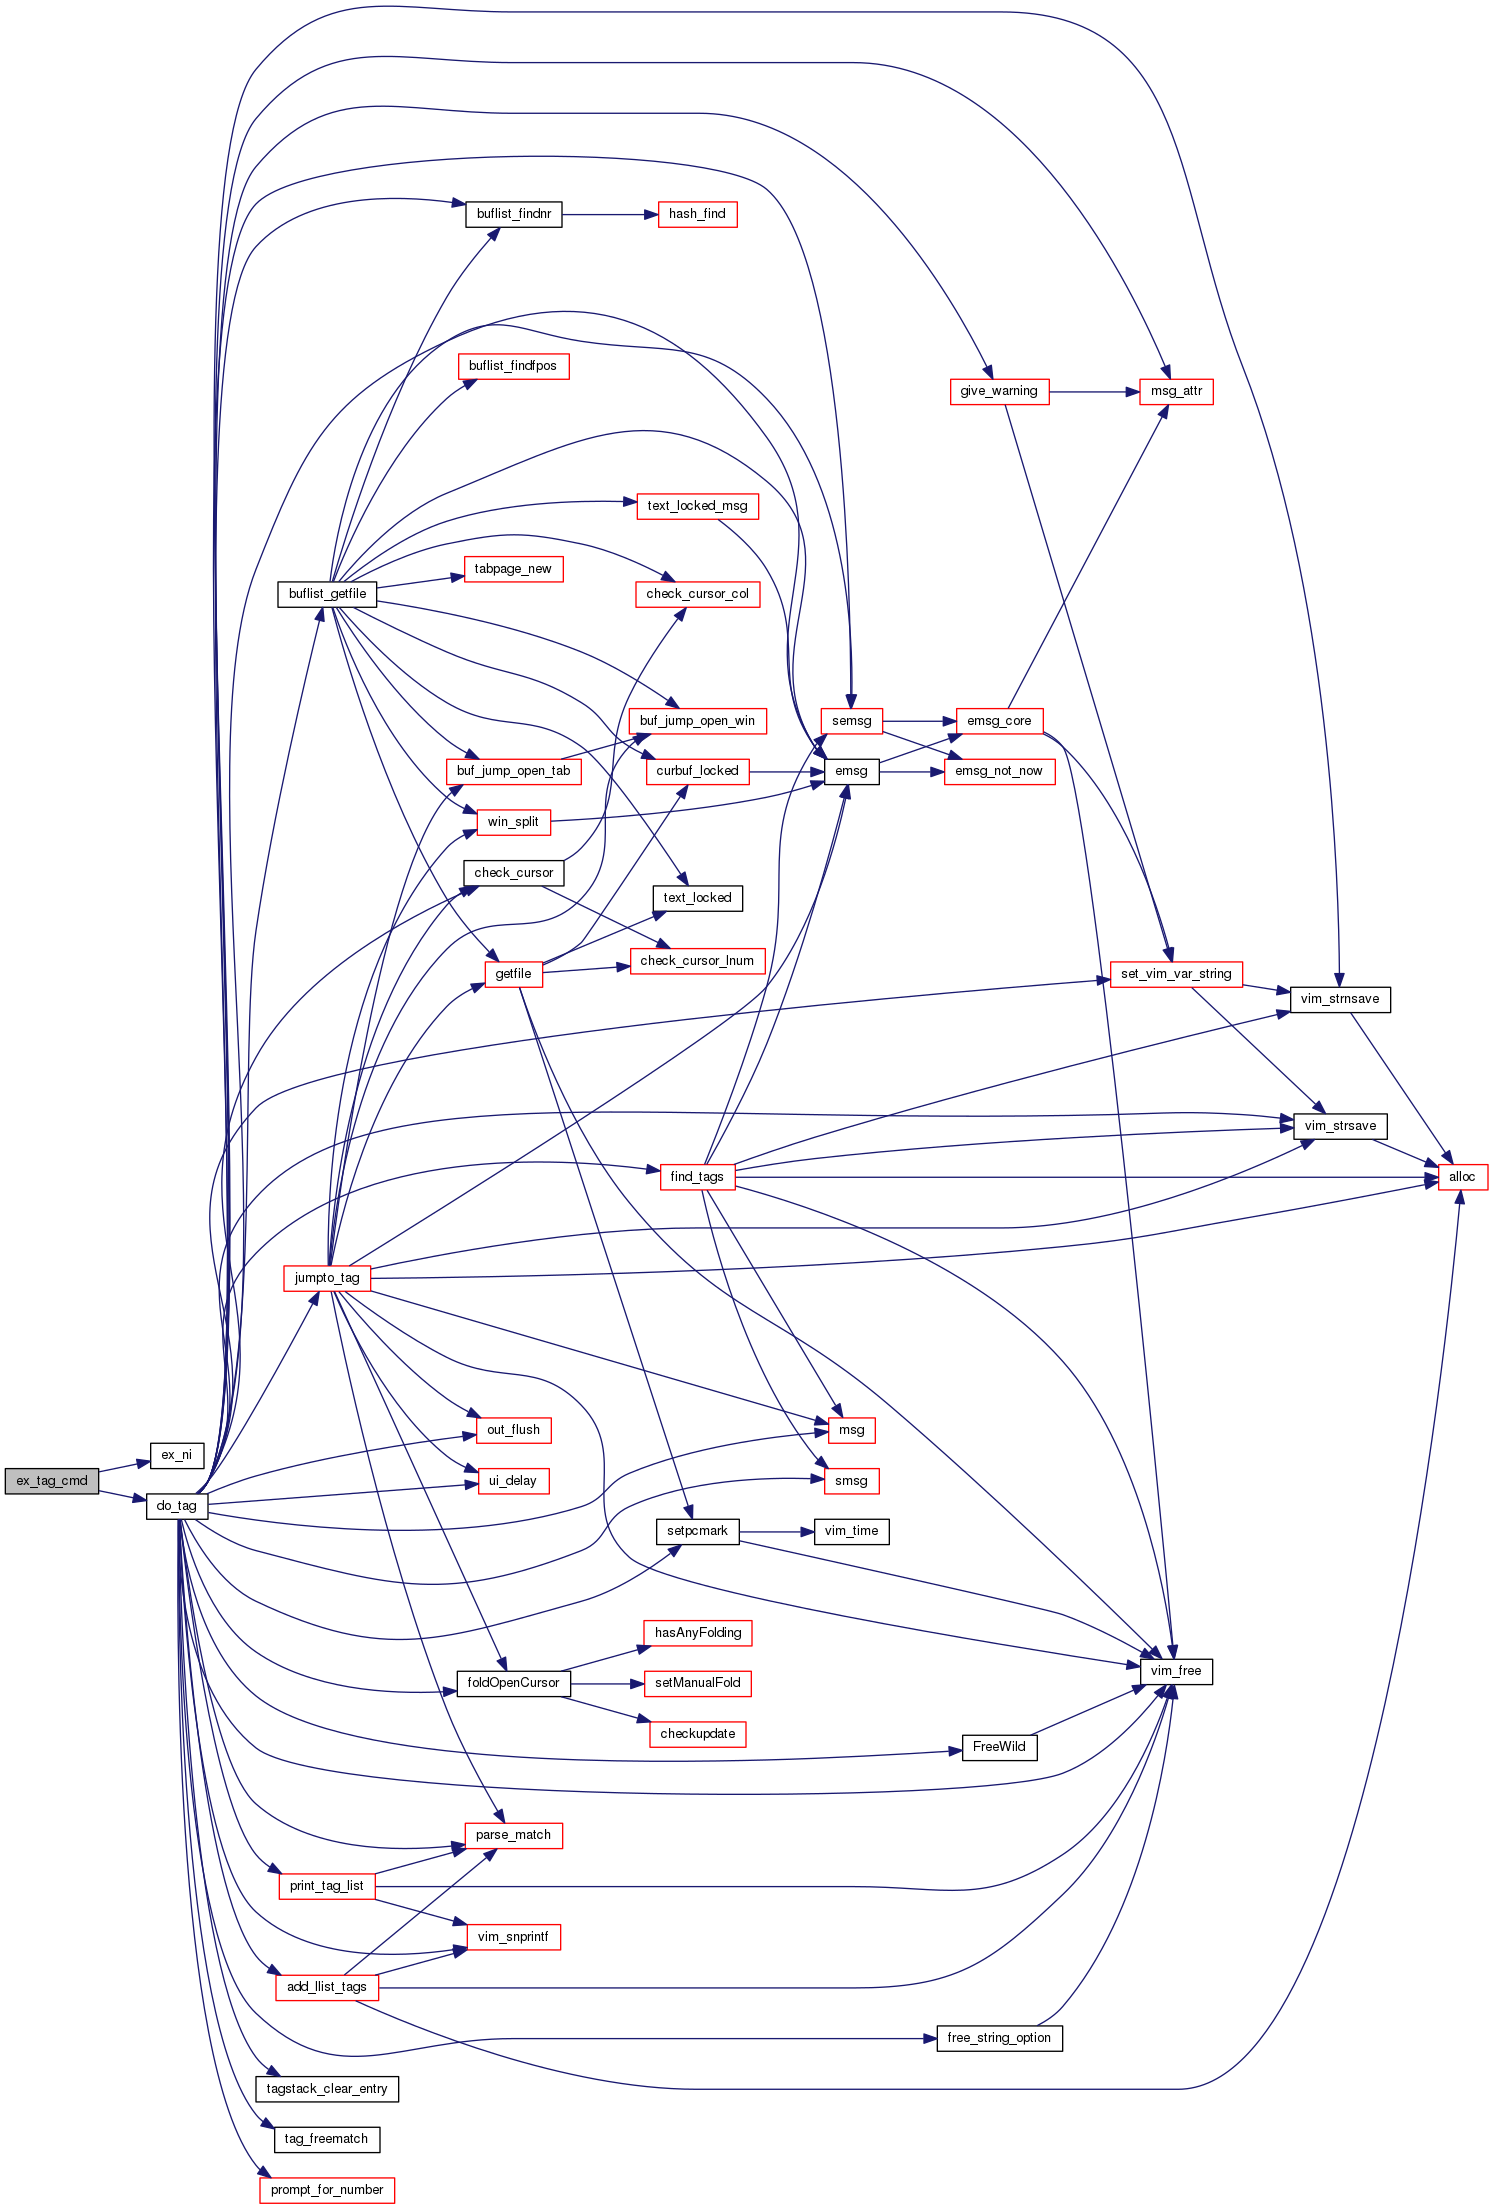 buflist_findnr
hash_find
buflist_findfpos
give_warning
msg_attr
text_locked_msg
tabpage_new
buflist_getfile
check_cursor_col
buf_jump_open_win
semsg
emsg_core
buf_jump_open_tab
curbuf_locked
emsg
emsg_not_now
win_split
check_cursor
text_locked
check_cursor_lnum
getfile
set_vim_var_string
vim_strnsave
vim_strsave
find_tags
alloc
jumpto_tag
out_flush
msg
ex_ni
ex_tag_cmd
ui_delay
smsg
do_tag
setpcmark
vim_time
hasAnyFolding
foldOpenCursor
setManualFold
vim_free
checkupdate
FreeWild
parse_match
print_tag_list
vim_snprintf
add_llist_tags
free_string_option
tagstack_clear_entry
tag_freematch
prompt_for_number